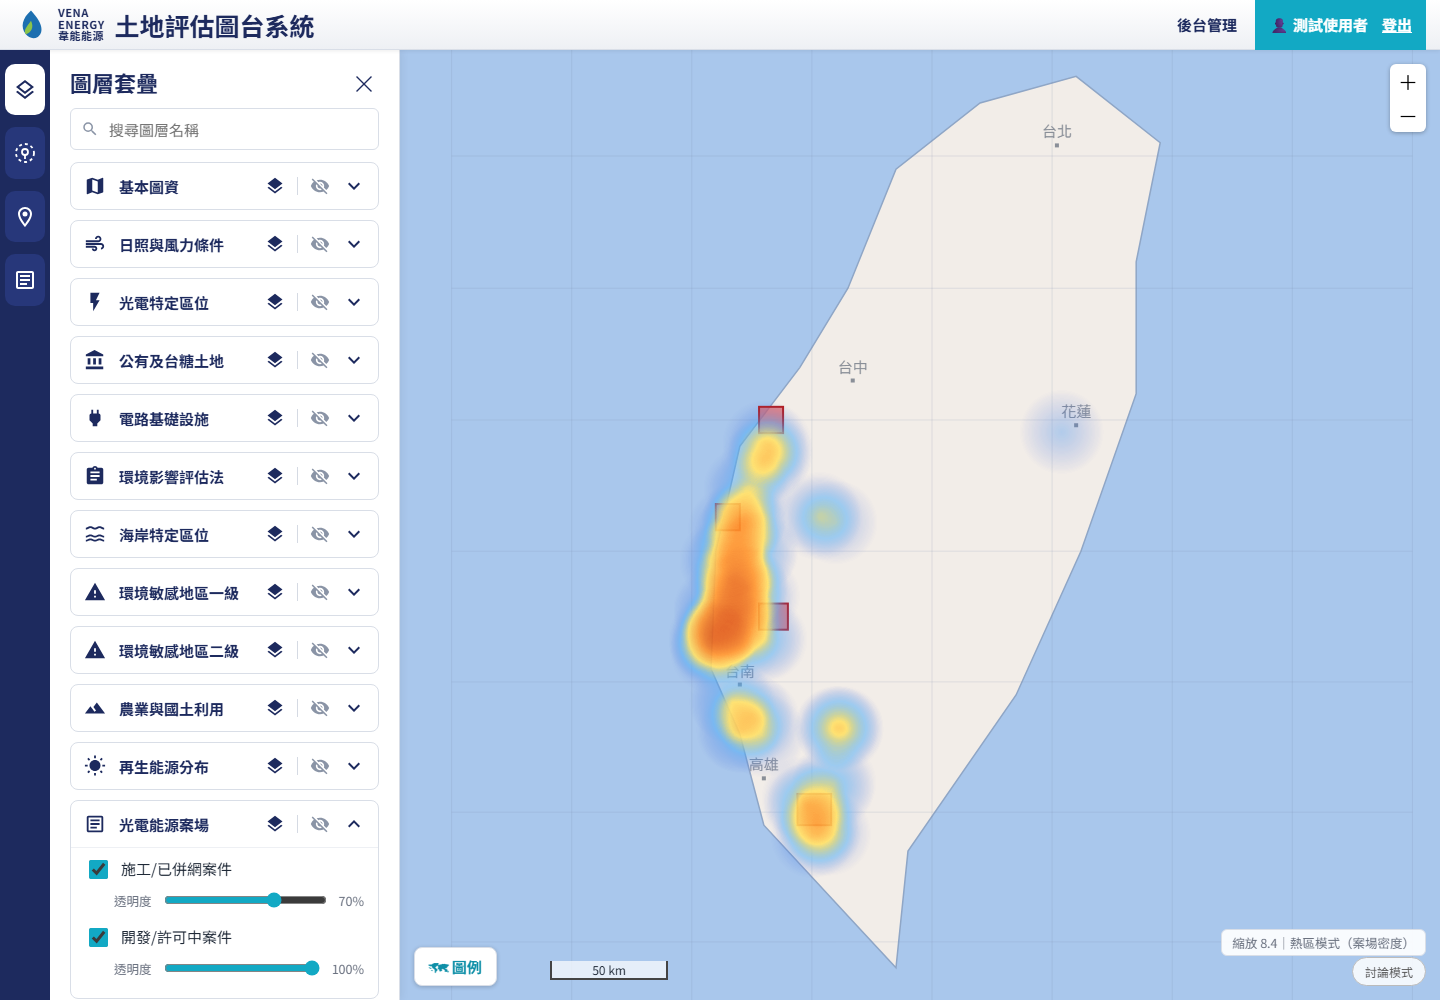 VENA
ENERGY
韋能能源
土地評估圖台系統
後台管理
測試使用者
登出
圖層套疊
搜尋圖層名稱
基本圖資
日照與風力條件
光電特定區位
公有及台糖土地
電路基礎設施
環境影響評估法
海岸特定區位
環境敏感地區一級
環境敏感地區二級
農業與國土利用
再生能源分布
光電能源案場
施工/已併網案件
透明度
70%
開發/許可中案件
透明度
100%
台北
台中
花蓮
台南
高雄
圖例
50 km
縮放 8.4｜熱區模式（案場密度）
討論模式